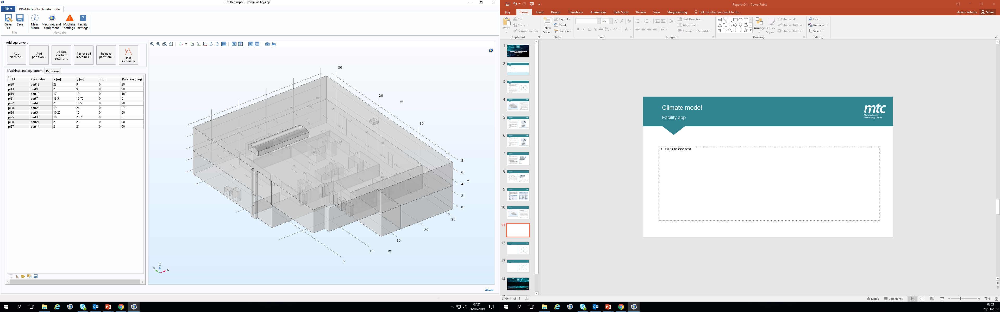 Untitled.mph - DramaFacilityApp
File
DRAMA facility climate model
Save as
Save
Main Menu
Machines and equipment
Machine settings
Facility settings
File
Navigate
Add equipment
Add machine...
Add partition...
Update machine settings...
Remove all machines...
Remove partition...
Plot Geometry
Machines and equipment
Partitions
ID Geometry x [m] y [m] z [m] Rotation (deg)
pi20 part12 23 9 0 90
pi13 part9 21 9 0 90
pi19 part10 17 10 0 180
pi21 part7 13.5 16.75 0 0
pi22 part4 21 16.5 0 90
pi28 part23 19 24 0 270
pi24 part5 10.25 15 0 90
pi25 part30 10 28.75 0 0
pi26 part21 2 23 0 90
pi27 part14 2 21 0 90
xy
yz
xz
30
20
m
10
8
6
4
m
2
0
25
20
15
10
m
5
z
y
x
About
07:21
26/03/2019
Report v0.1 - PowerPoint
File
Home
Insert
Design
Transitions
Animations
Slide Show
Review
View
Storyboarding
Tell me what you want to do...
Adam Roberts
Share
Paste
Cut
Copy
Format Painter
Clipboard
New Slide
Layout
Reset
Section
Slides
24+
B I U S abc AV Aa A
Font
Text Direction
Align Text
Convert to SmartArt
Paragraph
Arrange
Quick Styles
Shape Fill
Shape Outline
Shape Effects
Drawing
Find
Replace
Select
Editing
1
2
3
4
5
6
7
8
9
10
11
12
13
14
Climate model
Facility app
mtc
Manufacturing
Technology Centre
Click to add text
Slide 11 of 15
Notes
Comments
75%
07:21
26/03/2019